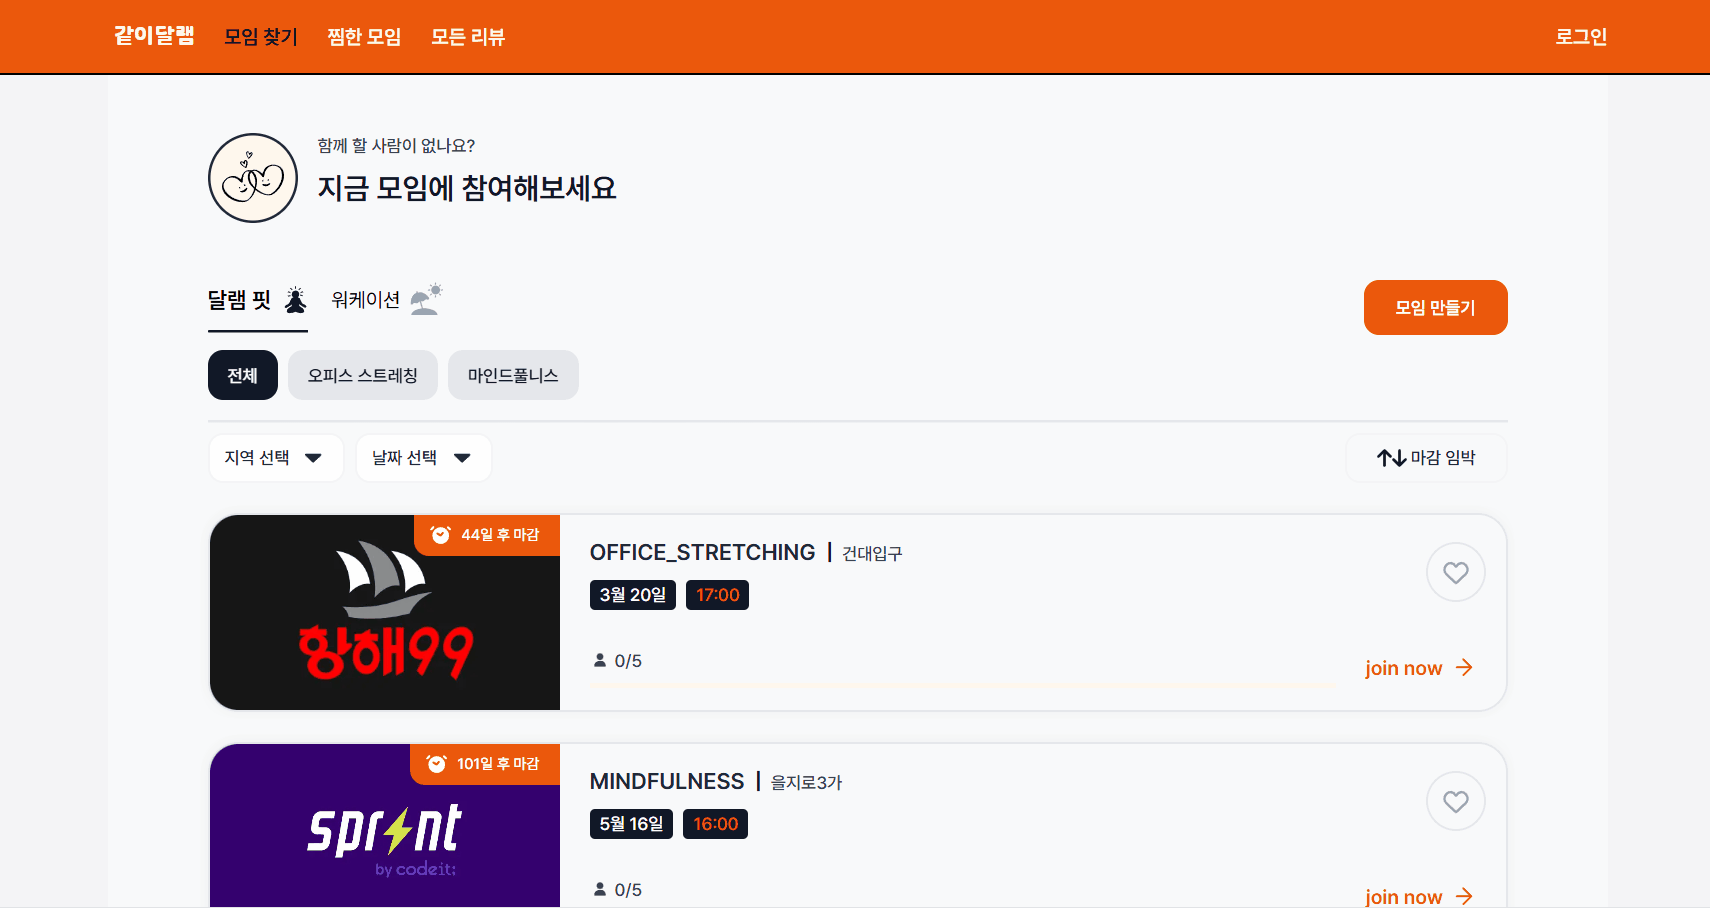 같이달램 모임 찾기 찜한 모임 모든 리뷰 로그인
함께 할 사람이 없나요?
지금 모임에 참여해보세요
달램 핏 워케이션
모임 만들기
전체 오피스 스트레칭 마인드풀니스
지역 선택 날짜 선택 마감 임박
44일 후 마감
항해99
OFFICE_STRETCHING | 건대입구
3월 20일 17:00
0/5
join now
101일 후 마감
sprint
by codeit:
MINDFULNESS | 을지로3가
5월 16일 16:00
0/5
join now